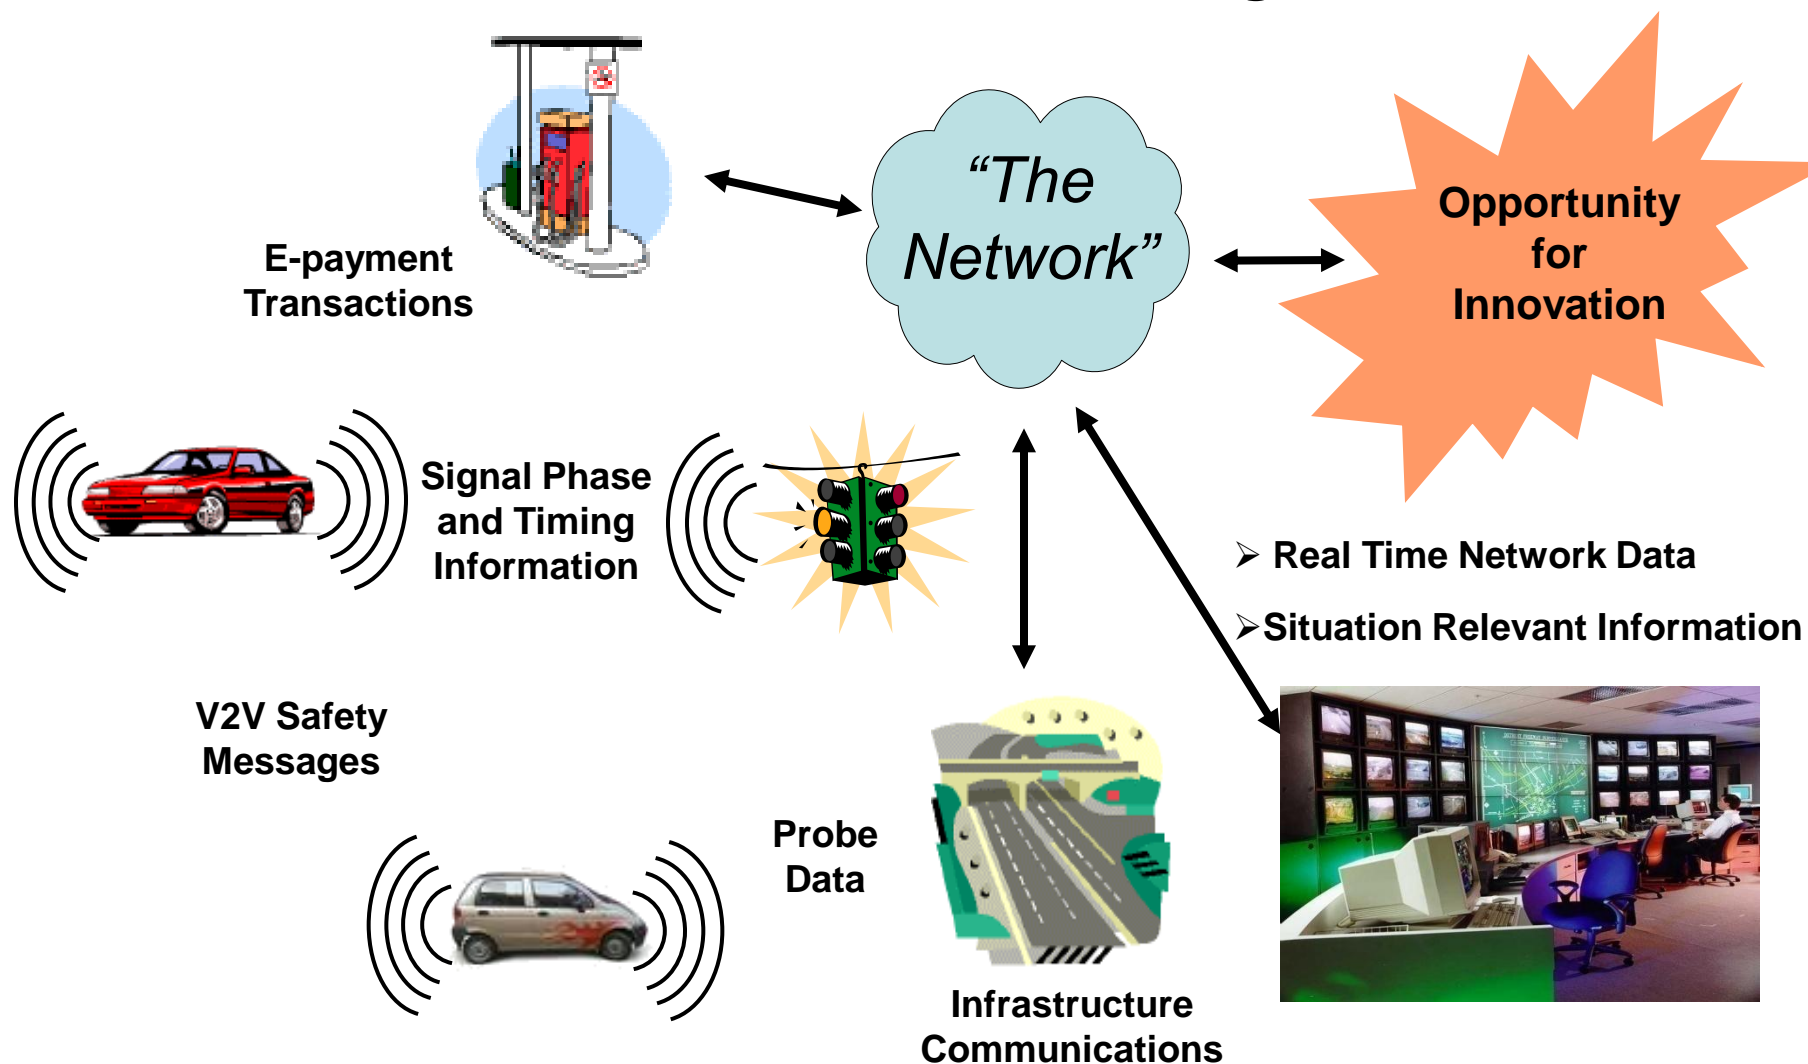 “The
Network”
Opportunity
for
Innovation
E-payment
Transactions
Signal Phase
and Timing
Information
➢ Real Time Network Data
➢Situation Relevant Information
V2V Safety
Messages
Probe
Data
Infrastructure
Communications